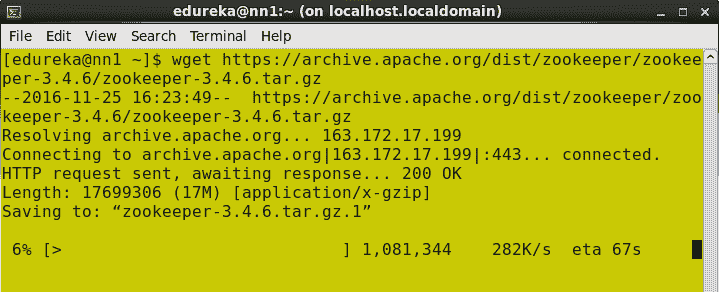 edureka@nn1:~ (on localhost.localdomain)
File Edit View Search Terminal Help
[edureka@nn1 ~]$ wget https://archive.apache.org/dist/zookeeper/zookee
per-3.4.6/zookeeper-3.4.6.tar.gz
--2016-11-25 16:23:49--  https://archive.apache.org/dist/zookeeper/zoo
keeper-3.4.6/zookeeper-3.4.6.tar.gz
Resolving archive.apache.org... 163.172.17.199
Connecting to archive.apache.org|163.172.17.199|:443... connected.
HTTP request sent, awaiting response... 200 OK
Length: 17699306 (17M) [application/x-gzip]
Saving to: “zookeeper-3.4.6.tar.gz.1”
 6% [>                             ] 1,081,344    282K/s  eta 67s